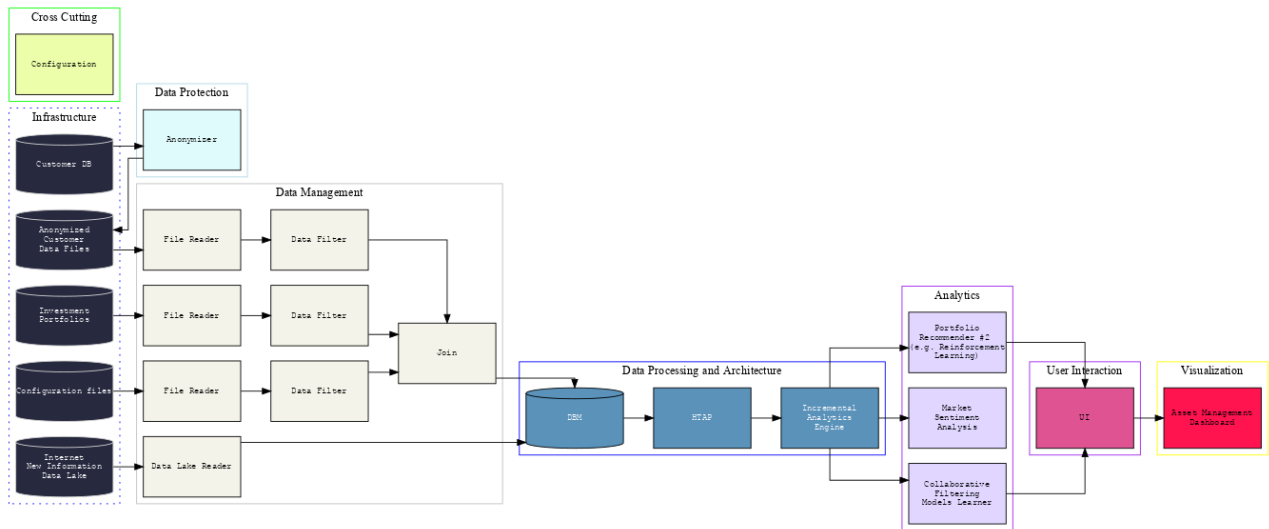 Cross Cutting
Configuration
Infrastructure
Customer DB
Anonymized
Customer
Data Files
Investment
Portfolios
Configuration files
Internet
New Information
Data Lake
Data Protection
Anonymizer
Data Management
File Reader
Data Filter
File Reader
Data Filter
File Reader
Data Filter
Join
Data Lake Reader
Data Processing and Architecture
DBM
HTAP
Incremental
Analytics
Engine
Analytics
Portfolio
Recommender #2
(e.g. Reinforcement
Learning)
Market
Sentiment
Analysis
Collaborative
Filtering
Models Learner
User Interaction
UI
Visualization
Asset Management
Dashboard